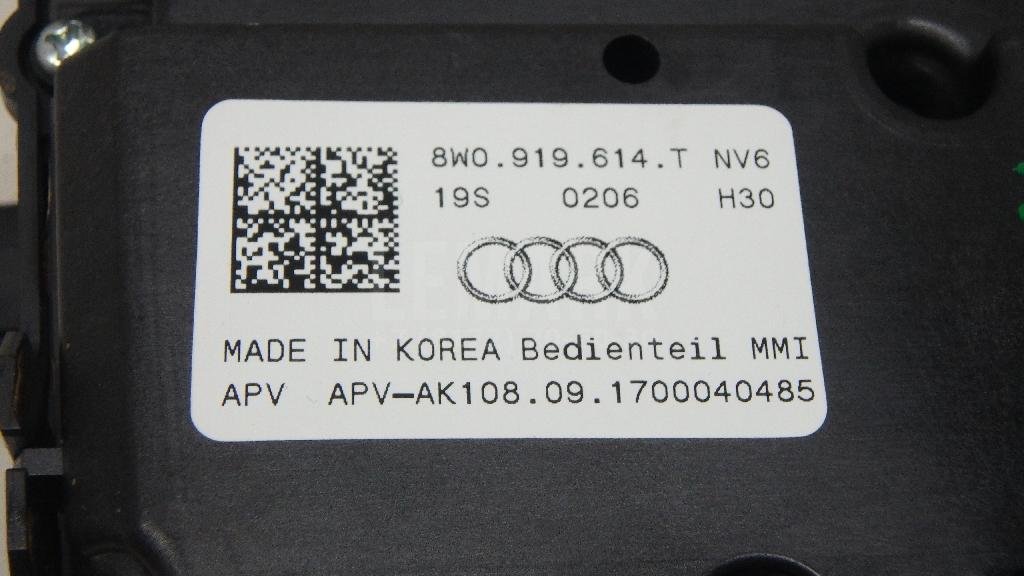 8W0.919.614.T NV6
19S 0206 H30
MADE IN KOREA Bedienteil MMI
APV APV-AK108.09.1700040485